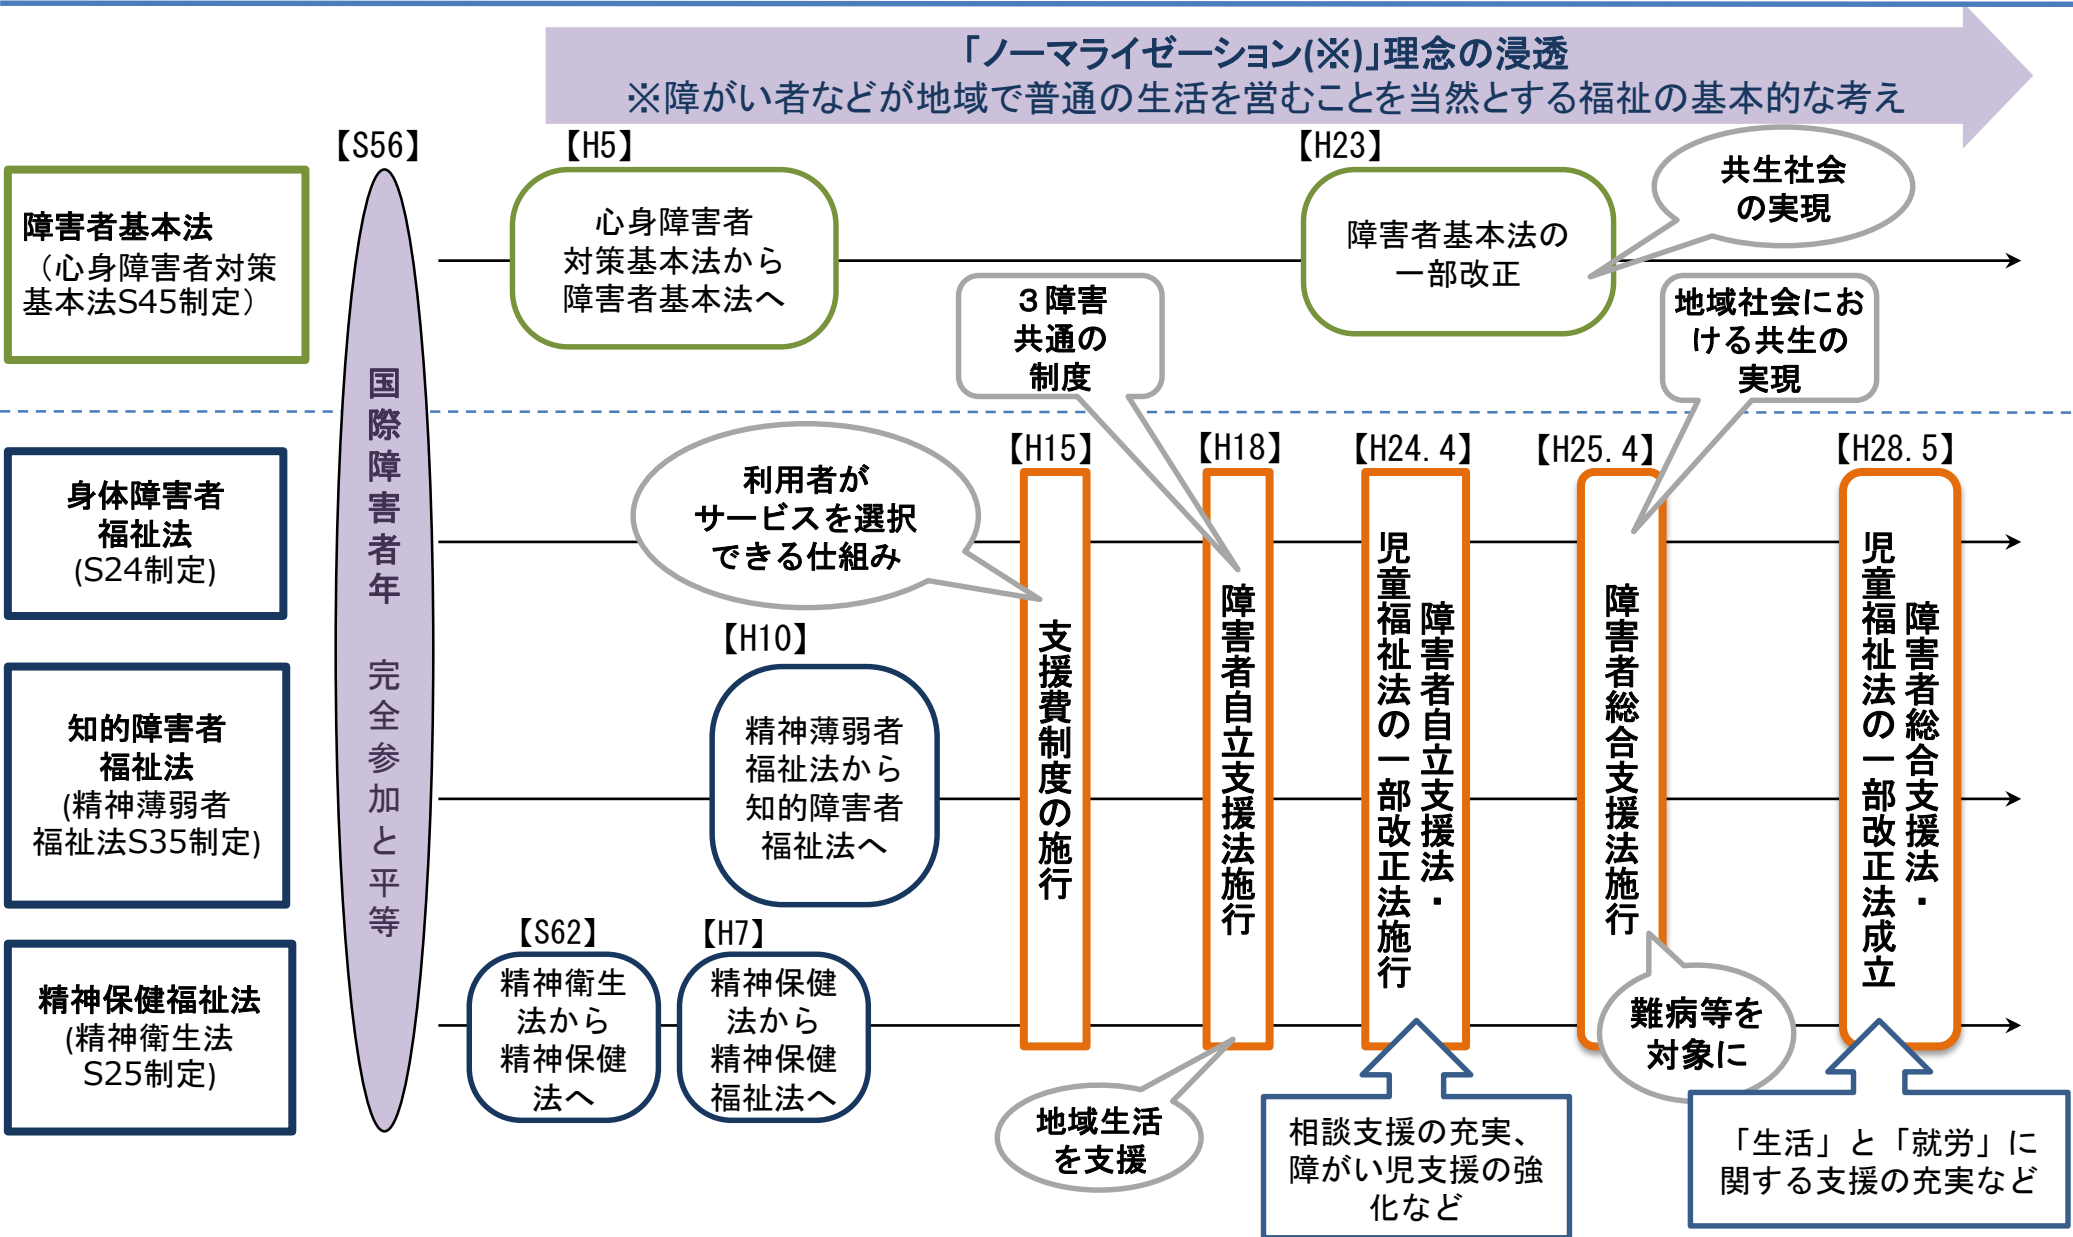 「ノーマライゼーション(※)」理念の浸透
※障がい者などが地域で普通の生活を営むことを当然とする福祉の基本的な考え
【S56】
【H5】
【H23】
障害者基本法
（心身障害者対策
基本法S45制定）
心身障害者
対策基本法から
障害者基本法へ
障害者基本法の
一部改正
共生社会
の実現
３障害
共通の
制度
地域社会にお
ける共生の
実現
国際障害者年　完全参加と平等
身体障害者
福祉法
(S24制定)
利用者が
サービスを選択
できる仕組み
【H15】
【H18】
【H24.4】
【H25.4】
【H28.5】
支援費制度の施行
障害者自立支援法施行
障害者自立支援法・
児童福祉法の一部改正法施行
障害者総合支援法施行
障害者総合支援法・
児童福祉法の一部改正法成立
知的障害者
福祉法
(精神薄弱者
福祉法S35制定)
【H10】
精神薄弱者
福祉法から
知的障害者
福祉法へ
精神保健福祉法
(精神衛生法
S25制定)
【S62】
精神衛生
法から
精神保健
法へ
【H7】
精神保健
法から
精神保健
福祉法へ
地域生活
を支援
難病等を
対象に
相談支援の充実、
障がい児支援の強
化など
「生活」と「就労」に
関する支援の充実など